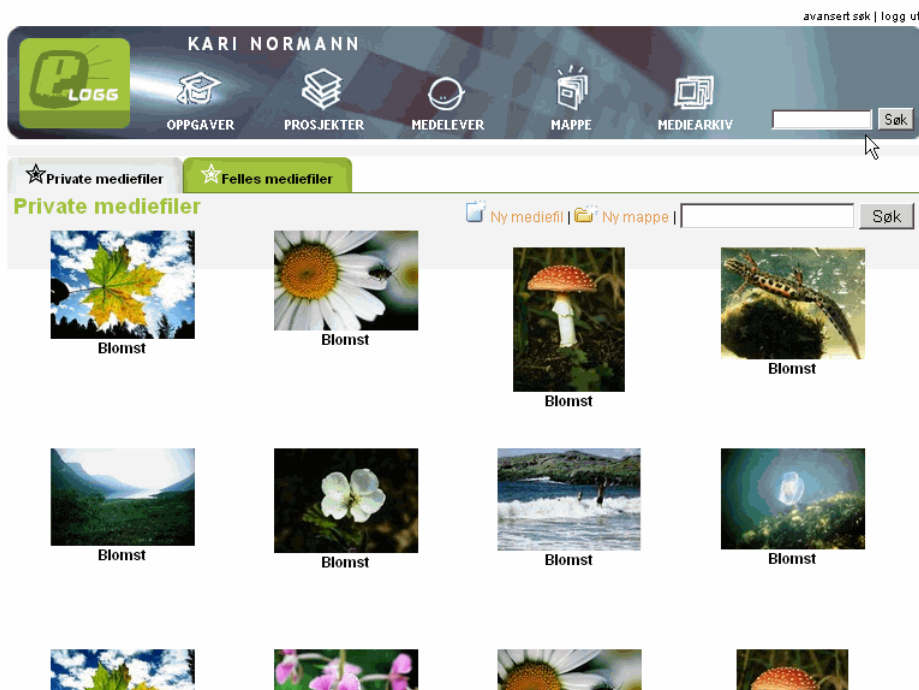 avansert søk | logg ut
KARI NORMANN
eLOGG
OPPGAVER PROSJEKTER MEDELEVER MAPPE MEDIEARKIV Søk
Private mediefiler Felles mediefiler
Private mediefiler Ny mediefil | Ny mappe | Søk
Blomst Blomst Blomst Blomst
Blomst Blomst Blomst Blomst